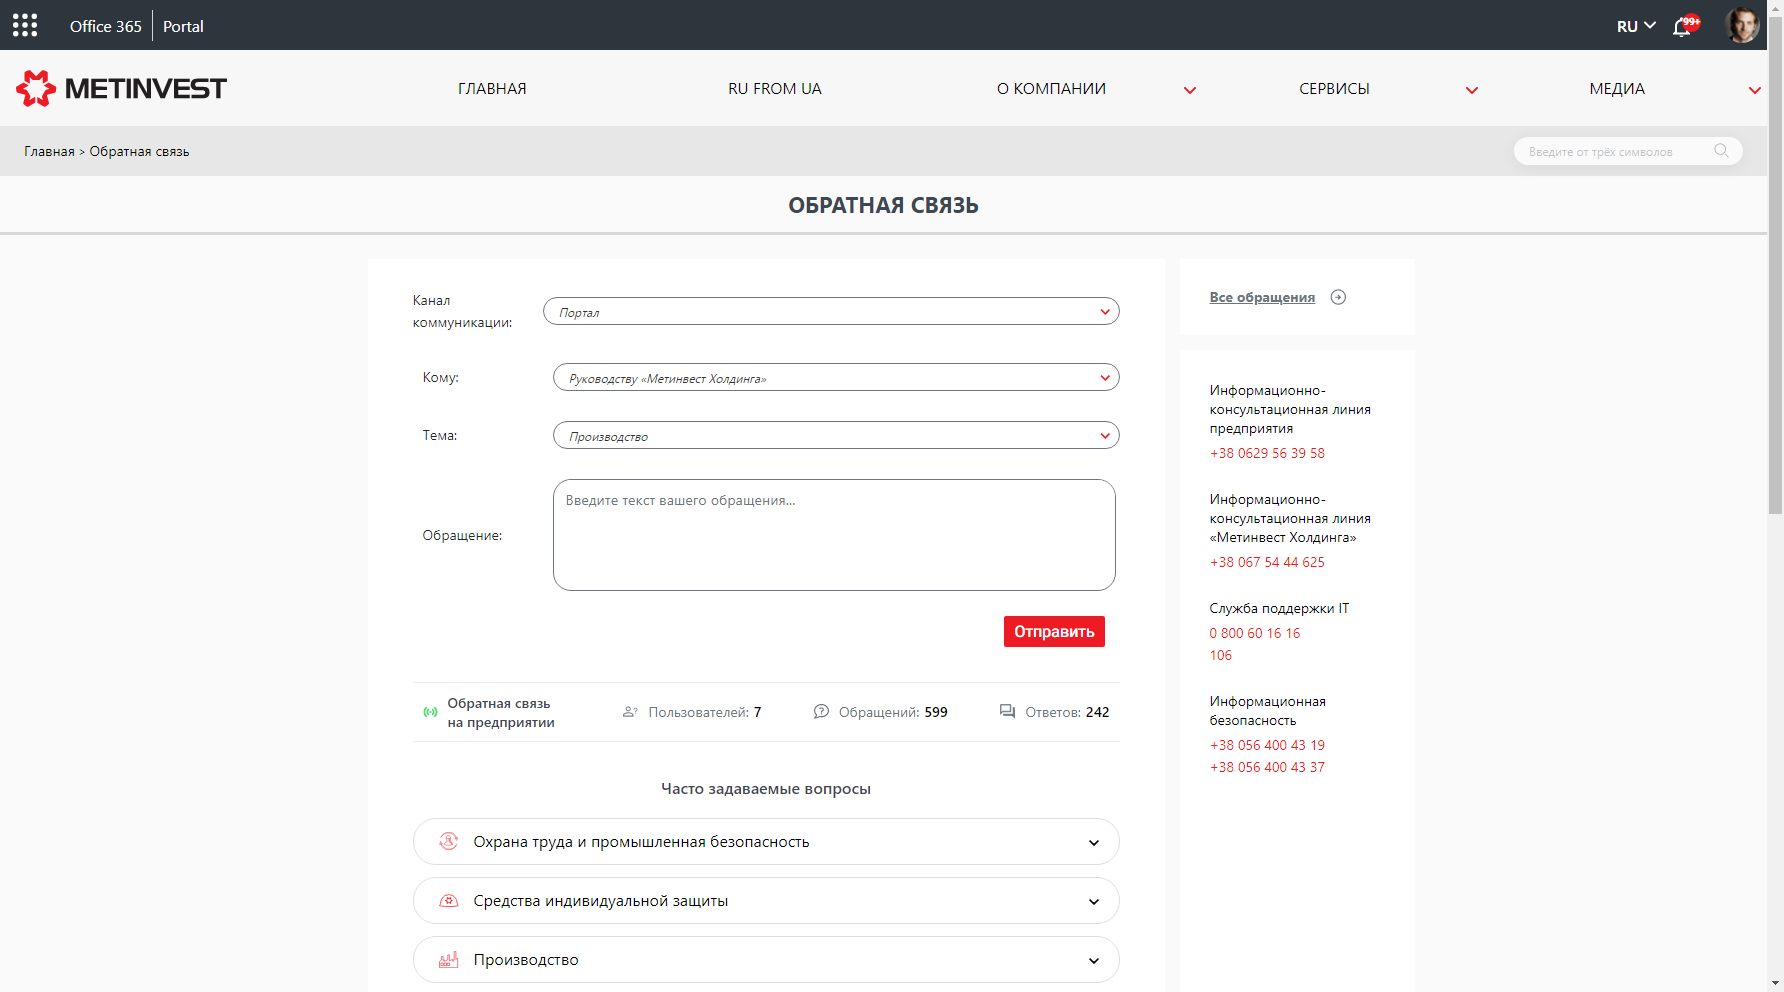 Office 365
Portal
RU
99+
METINVEST
ГЛАВНАЯ
RU FROM UA
О КОМПАНИИ
СЕРВИСЫ
МЕДИА
Главная > Обратная связь
Введите от трёх символов
ОБРАТНАЯ СВЯЗЬ
Канал
коммуникации:
Портал
Кому:
Руководству «Метинвест Холдинга»
Тема:
Производство
Обращение:
Введите текст вашего обращения...
Отправить
Обратная связь
на предприятии
Пользователей: 7
Обращений: 599
Ответов: 242
Часто задаваемые вопросы
Охрана труда и промышленная безопасность
Средства индивидуальной защиты
Производство
Все обращения
Информационно-
консультационная линия
предприятия
+38 0629 56 39 58
Информационно-
консультационная линия
«Метинвест Холдинга»
+38 067 54 44 625
Служба поддержки IT
0 800 60 16 16
106
Информационная
безопасность
+38 056 400 43 19
+38 056 400 43 37